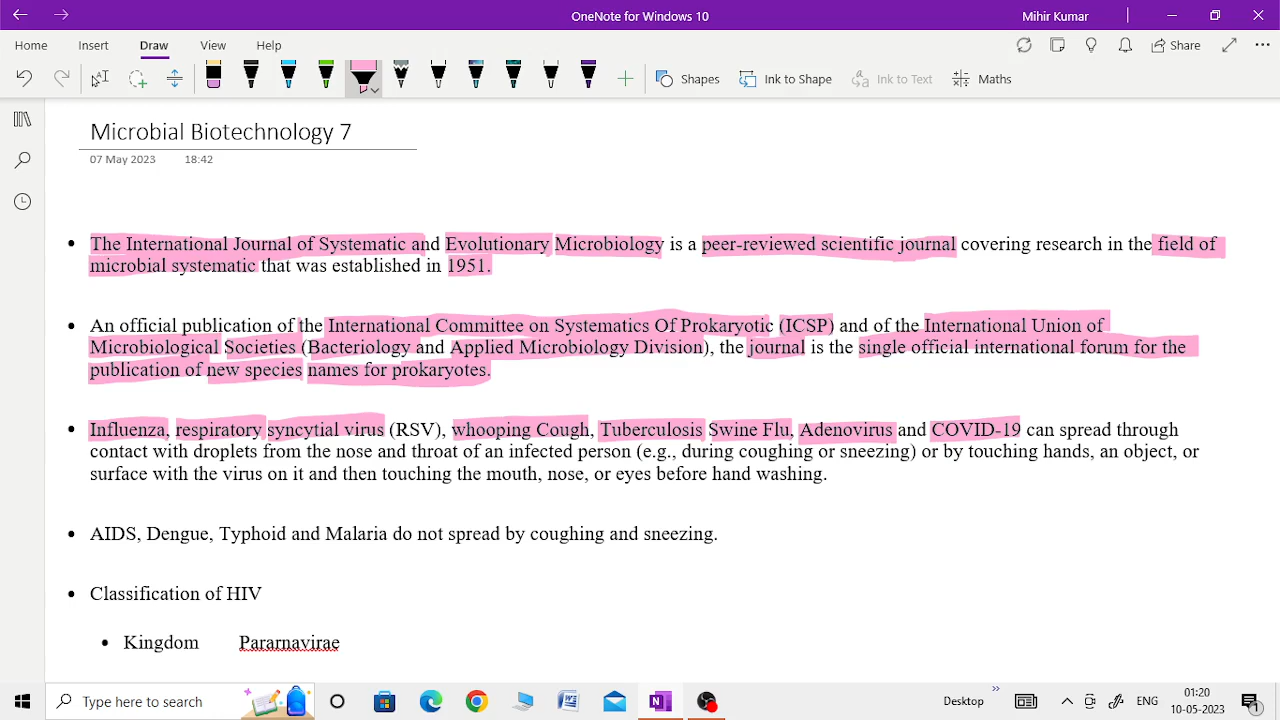 OneNote for Windows 10
Mihir Kumar
Home Insert Draw View Help
Share
Shapes Ink to Shape Ink to Text Maths
Microbial Biotechnology 7
07 May 2023 18:42
• The International Journal of Systematic and Evolutionary Microbiology is a peer-reviewed scientific journal covering research in the field of
microbial systematic that was established in 1951.
• An official publication of the International Committee on Systematics Of Prokaryotic (ICSP) and of the International Union of
Microbiological Societies (Bacteriology and Applied Microbiology Division), the journal is the single official international forum for the
publication of new species names for prokaryotes.
• Influenza, respiratory syncytial virus (RSV), whooping Cough, Tuberculosis Swine Flu, Adenovirus and COVID-19 can spread through
contact with droplets from the nose and throat of an infected person (e.g., during coughing or sneezing) or by touching hands, an object, or
surface with the virus on it and then touching the mouth, nose, or eyes before hand washing.
• AIDS, Dengue, Typhoid and Malaria do not spread by coughing and sneezing.
• Classification of HIV
• Kingdom Pararnavirae
Type here to search
Desktop
ENG
01:20
10-05-2023
1